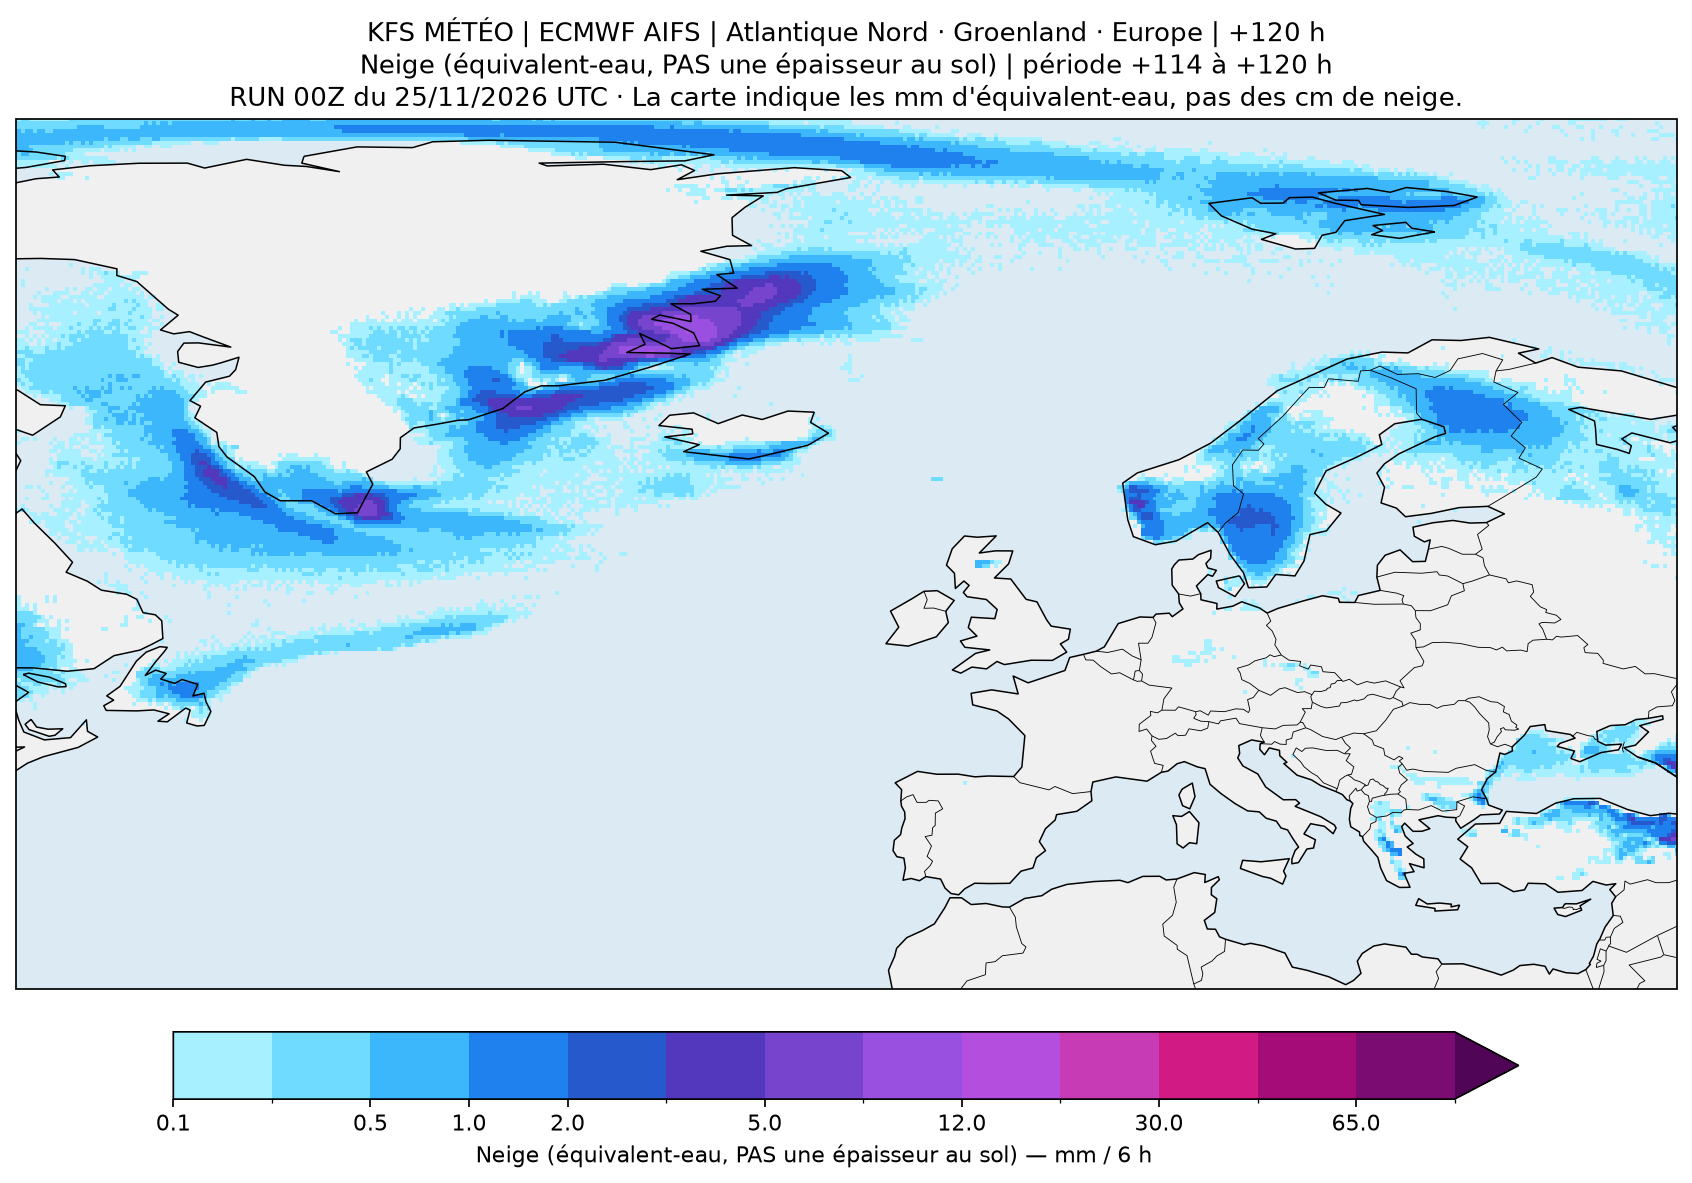 KFS MÉTÉO | ECMWF AIFS | Atlantique Nord · Groenland · Europe | +120 h
Neige (équivalent-eau, PAS une épaisseur au sol) | période +114 à +120 h
RUN 00Z du 25/11/2026 UTC · La carte indique les mm d'équivalent-eau, pas des cm de neige.
0.1 0.5 1.0 2.0 5.0 12.0 30.0 65.0
Neige (équivalent-eau, PAS une épaisseur au sol) — mm / 6 h